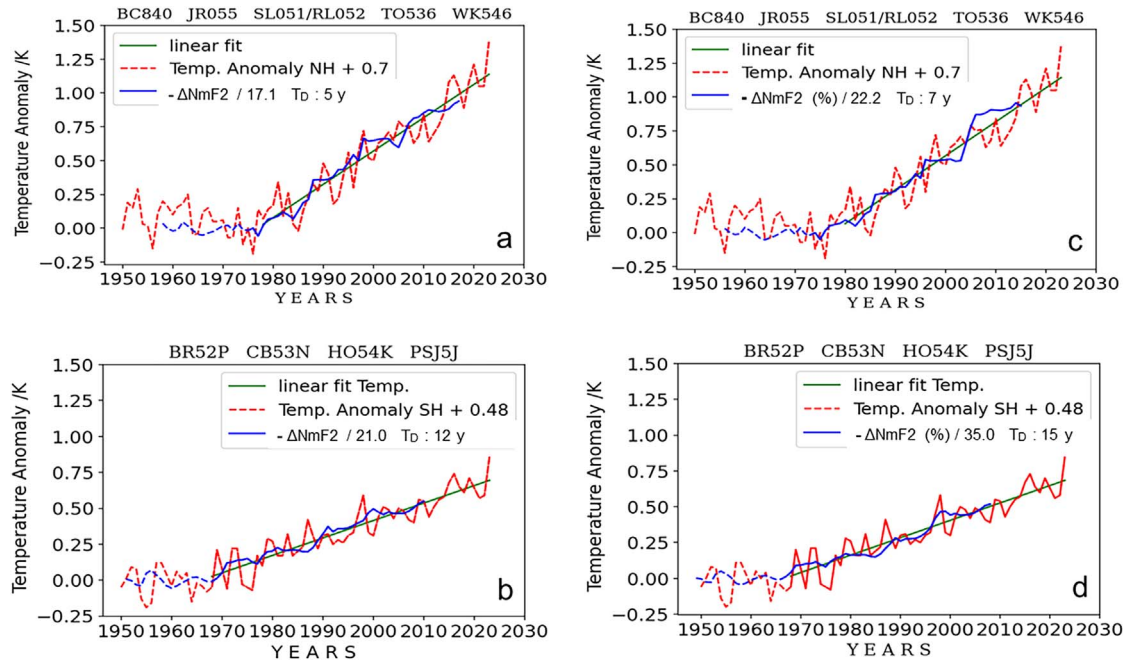 BC840 JR055 SL051/RL052 TO536 WK546
1.50
1.25
1.00
0.75
0.50
0.25
0.00
−0.25
Temperature Anomaly /K
linear fit
Temp. Anomaly NH + 0.7
- ΔNmF2 / 17.1 T_D : 5 y
a
1950 1960 1970 1980 1990 2000 2010 2020 2030
Y E A R S
BC840 JR055 SL051/RL052 TO536 WK546
1.50
1.25
1.00
0.75
0.50
0.25
0.00
−0.25
Temperature Anomaly /K
linear fit
Temp. Anomaly NH + 0.7
- ΔNmF2 (%) / 22.2 T_D : 7 y
c
1950 1960 1970 1980 1990 2000 2010 2020 2030
Y E A R S
BR52P CB53N HO54K PSJ5J
1.50
1.25
1.00
0.75
0.50
0.25
0.00
−0.25
Temperature Anomaly /K
linear fit Temp.
Temp. Anomaly SH + 0.48
- ΔNmF2 / 21.0 T_D : 12 y
b
1950 1960 1970 1980 1990 2000 2010 2020 2030
Y E A R S
BR52P CB53N HO54K PSJ5J
1.50
1.25
1.00
0.75
0.50
0.25
0.00
−0.25
Temperature Anomaly /K
linear fit Temp.
Temp. Anomaly SH + 0.48
- ΔNmF2 (%) / 35.0 T_D : 15 y
d
1950 1960 1970 1980 1990 2000 2010 2020 2030
Y E A R S